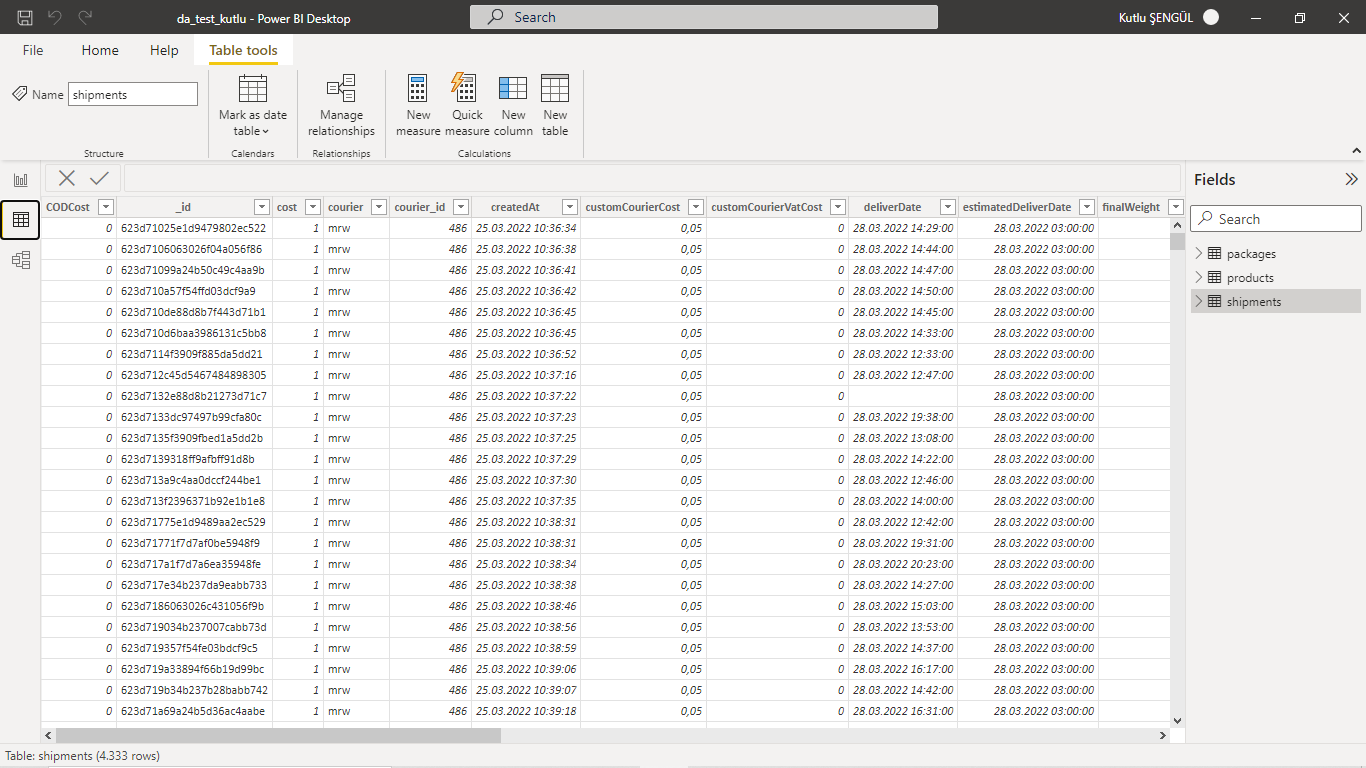 da_test_kutlu - Power BI Desktop
Search
Kutlu ŞENGÜL
File Home Help Table tools
Name shipments
Mark as date table
Manage relationships
New measure
Quick measure
New column
New table
Structure Calendars Relationships Calculations
Fields
Search
packages
products
shipments
CODCost _id cost courier courier_id createdAt customCourierCost customCourierVatCost deliverDate estimatedDeliverDate finalWeight
0 623d71025e1d9479802ec522 1 mrw 486 25.03.2022 10:36:34 0,05 0 28.03.2022 14:29:00 28.03.2022 03:00:00
0 623d7106063026f04a056f86 1 mrw 486 25.03.2022 10:36:38 0,05 0 28.03.2022 14:44:00 28.03.2022 03:00:00
0 623d71099a24b50c49c4aa9b 1 mrw 486 25.03.2022 10:36:41 0,05 0 28.03.2022 14:47:00 28.03.2022 03:00:00
0 623d710a57f54ffd03dcf9a9 1 mrw 486 25.03.2022 10:36:42 0,05 0 28.03.2022 14:50:00 28.03.2022 03:00:00
0 623d710de88d8b7f443d71b1 1 mrw 486 25.03.2022 10:36:45 0,05 0 28.03.2022 14:45:00 28.03.2022 03:00:00
0 623d710d6baa3986131c5bb8 1 mrw 486 25.03.2022 10:36:45 0,05 0 28.03.2022 14:33:00 28.03.2022 03:00:00
0 623d7114f3909f885da5dd21 1 mrw 486 25.03.2022 10:36:52 0,05 0 28.03.2022 12:33:00 28.03.2022 03:00:00
0 623d712c45d5467484898305 1 mrw 486 25.03.2022 10:37:16 0,05 0 28.03.2022 12:47:00 28.03.2022 03:00:00
0 623d7132e88d8b21273d71c7 1 mrw 486 25.03.2022 10:37:22 0,05 0 28.03.2022 03:00:00
0 623d7133dc97497b99cfa80c 1 mrw 486 25.03.2022 10:37:23 0,05 0 28.03.2022 19:38:00 28.03.2022 03:00:00
0 623d7135f3909fbed1a5dd2b 1 mrw 486 25.03.2022 10:37:25 0,05 0 28.03.2022 13:08:00 28.03.2022 03:00:00
0 623d7139318ff9afbff91d8b 1 mrw 486 25.03.2022 10:37:29 0,05 0 28.03.2022 14:22:00 28.03.2022 03:00:00
0 623d713a9c4aa0dccf244be1 1 mrw 486 25.03.2022 10:37:30 0,05 0 28.03.2022 12:46:00 28.03.2022 03:00:00
0 623d713f2396371b92e1b1e8 1 mrw 486 25.03.2022 10:37:35 0,05 0 28.03.2022 14:00:00 28.03.2022 03:00:00
0 623d71775e1d9489aa2ec529 1 mrw 486 25.03.2022 10:38:31 0,05 0 28.03.2022 12:42:00 28.03.2022 03:00:00
0 623d71771f7d7af0be5948f9 1 mrw 486 25.03.2022 10:38:31 0,05 0 28.03.2022 19:31:00 28.03.2022 03:00:00
0 623d717a1f7d7a6ea35948fe 1 mrw 486 25.03.2022 10:38:34 0,05 0 28.03.2022 20:23:00 28.03.2022 03:00:00
0 623d717e34b237da9eabb733 1 mrw 486 25.03.2022 10:38:38 0,05 0 28.03.2022 14:27:00 28.03.2022 03:00:00
0 623d7186063026c431056f9b 1 mrw 486 25.03.2022 10:38:46 0,05 0 28.03.2022 15:03:00 28.03.2022 03:00:00
0 623d719034b237007cabb73d 1 mrw 486 25.03.2022 10:38:56 0,05 0 28.03.2022 13:53:00 28.03.2022 03:00:00
0 623d719357f54fe03bdcf9c5 1 mrw 486 25.03.2022 10:38:59 0,05 0 28.03.2022 14:37:00 28.03.2022 03:00:00
0 623d719a33894f66b19d99bc 1 mrw 486 25.03.2022 10:39:06 0,05 0 28.03.2022 16:17:00 28.03.2022 03:00:00
0 623d719b34b237b28babb742 1 mrw 486 25.03.2022 10:39:07 0,05 0 28.03.2022 14:42:00 28.03.2022 03:00:00
0 623d71a69a24b5d36ac4aabe 1 mrw 486 25.03.2022 10:39:18 0,05 0 28.03.2022 16:31:00 28.03.2022 03:00:00
Table: shipments (4.333 rows)